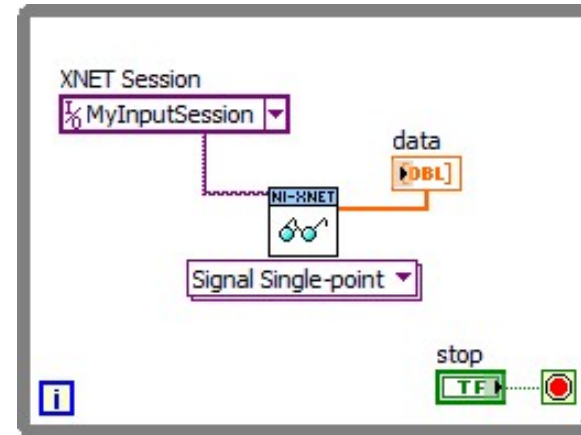 XNET Session
MyInputSession
data
DBL]
NI-XNET
Signal Single-point
stop
TF
i